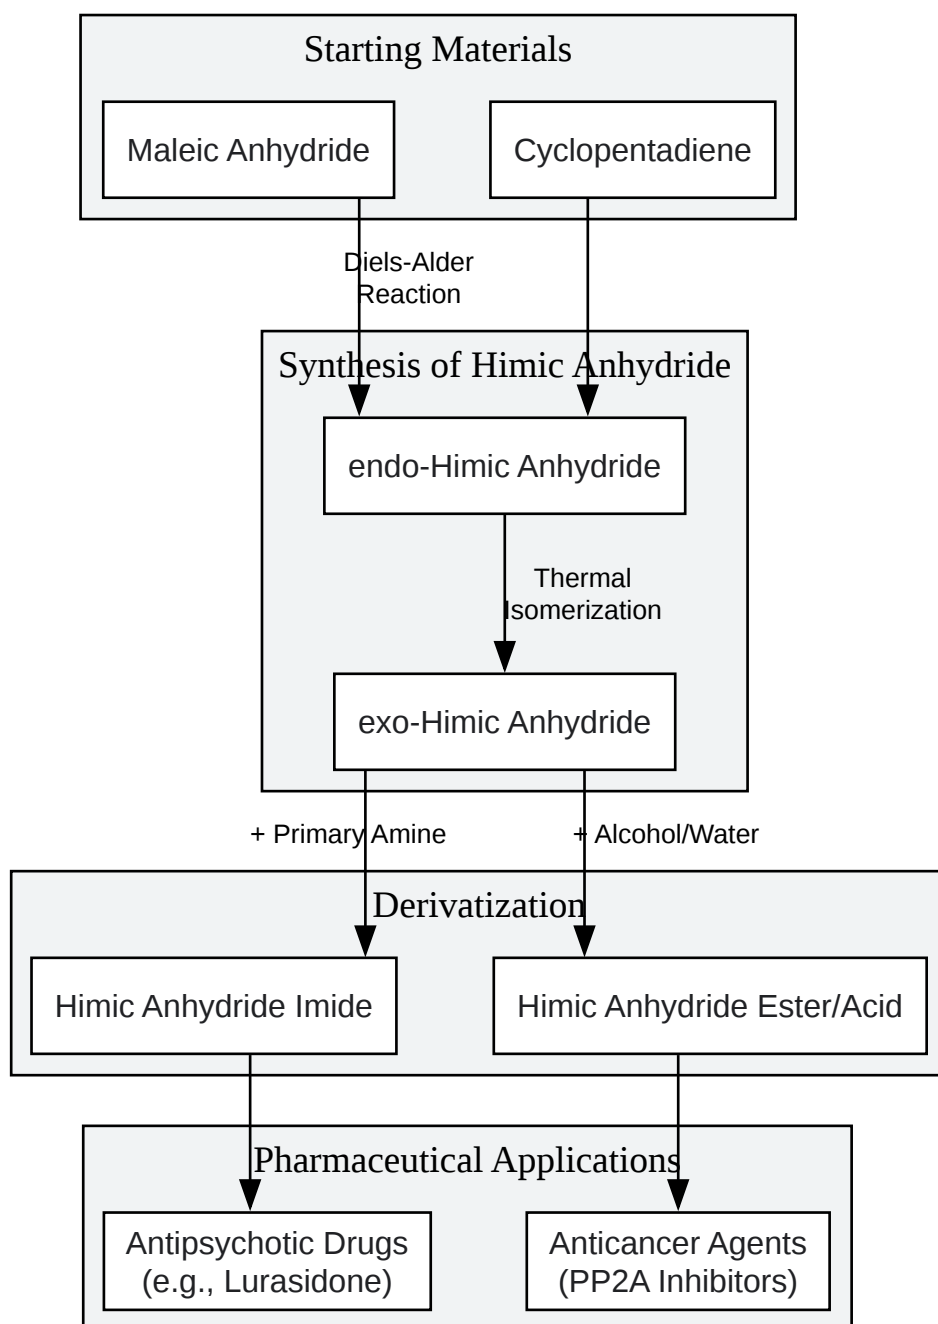 Starting Materials
Maleic Anhydride
Cyclopentadiene
Diels-Alder
Reaction
Synthesis of Himic Anhydride
endo-Himic Anhydride
Thermal
Isomerization
exo-Himic Anhydride
+ Primary Amine
+ Alcohol/Water
Derivatization
Himic Anhydride Imide
Himic Anhydride Ester/Acid
Pharmaceutical Applications
Antipsychotic Drugs
(e.g., Lurasidone)
Anticancer Agents
(PP2A Inhibitors)